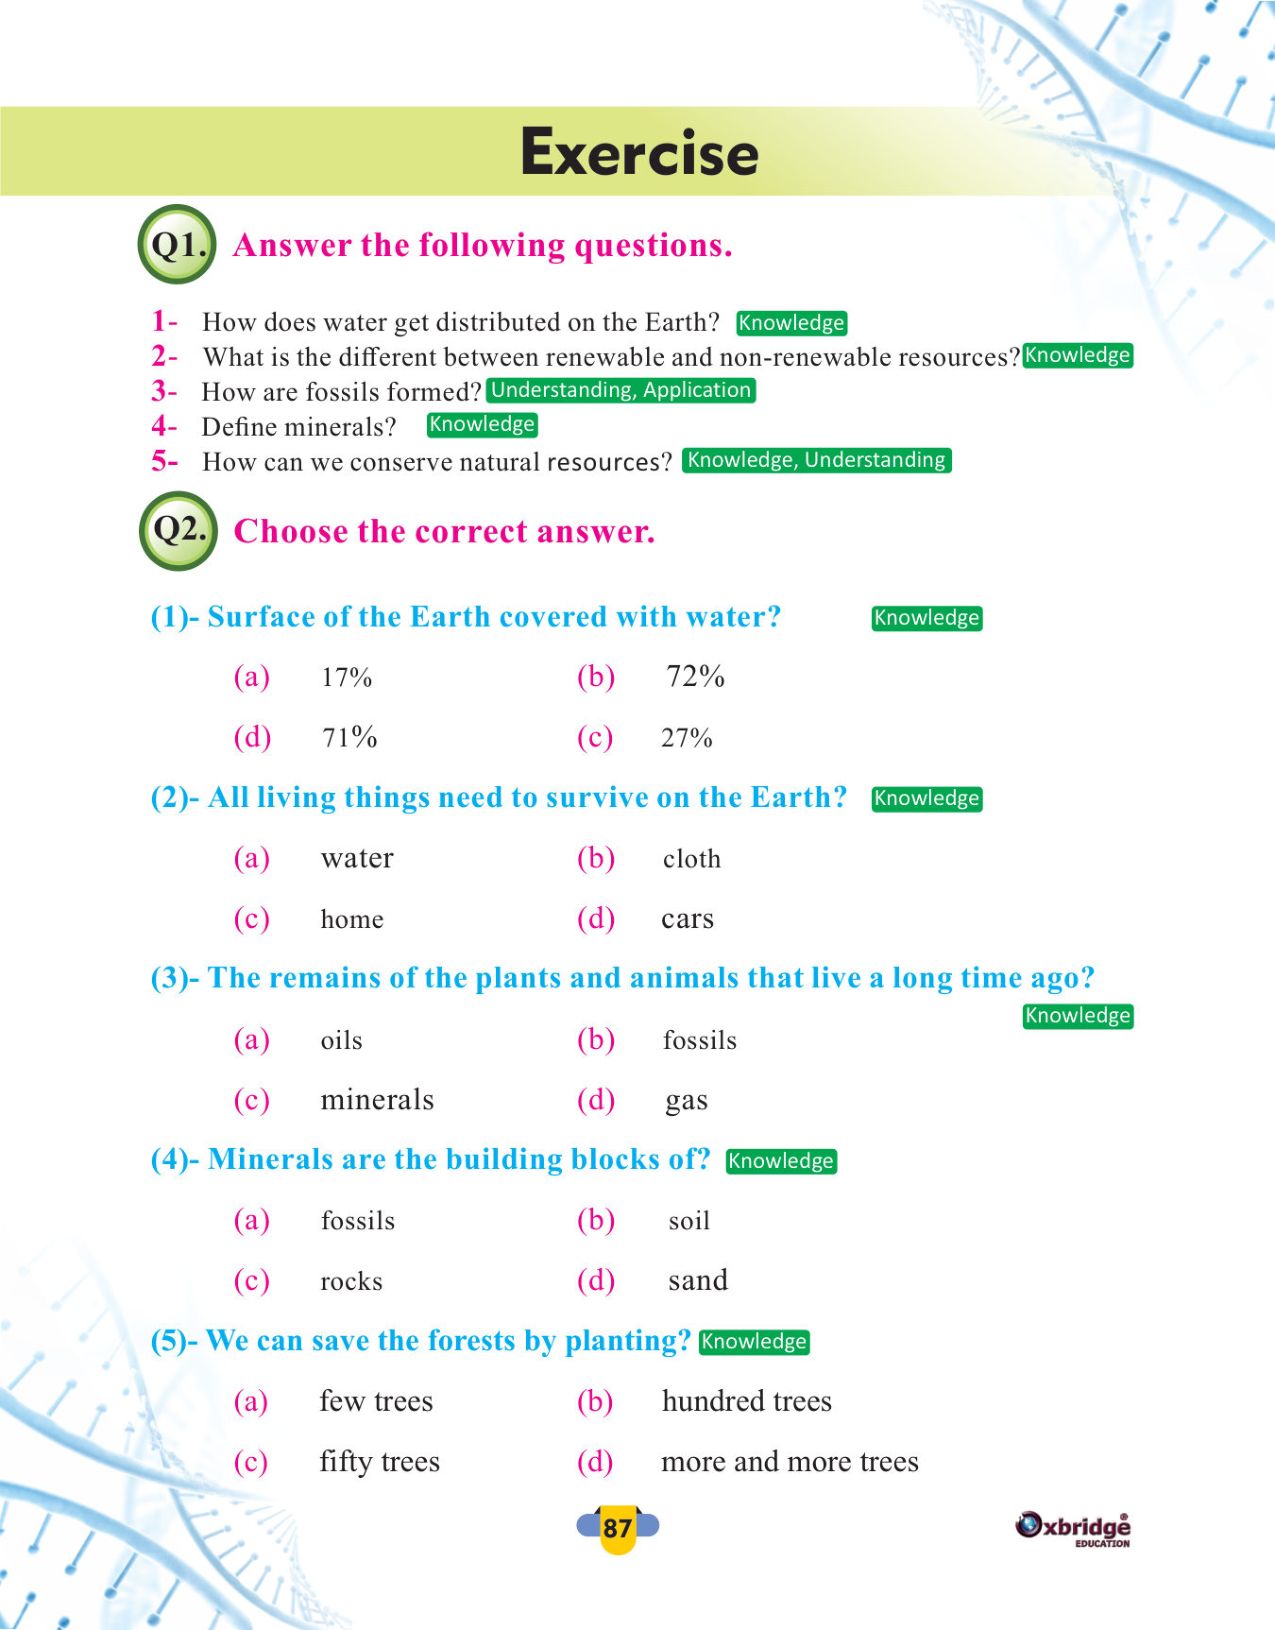 Exercise
Q1. Answer the following questions.
1- How does water get distributed on the Earth? Knowledge
2- What is the different between renewable and non-renewable resources? Knowledge
3- How are fossils formed? Understanding, Application
4- Define minerals? Knowledge
5- How can we conserve natural resources? Knowledge, Understanding
Q2. Choose the correct answer.
(1)- Surface of the Earth covered with water? Knowledge
(a) 17% (b) 72%
(d) 71% (c) 27%
(2)- All living things need to survive on the Earth? Knowledge
(a) water (b) cloth
(c) home (d) cars
(3)- The remains of the plants and animals that live a long time ago?
Knowledge
(a) oils (b) fossils
(c) minerals (d) gas
(4)- Minerals are the building blocks of? Knowledge
(a) fossils (b) soil
(c) rocks (d) sand
(5)- We can save the forests by planting? Knowledge
(a) few trees (b) hundred trees
(c) fifty trees (d) more and more trees
87
Oxbridge®
EDUCATION